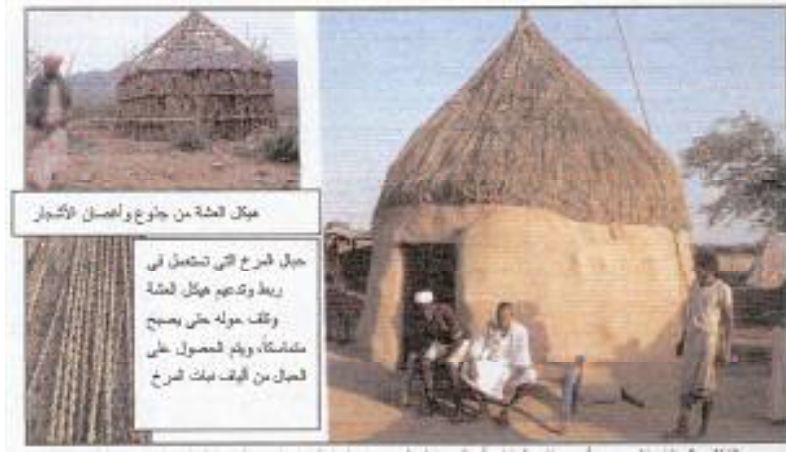 هيكل العشة من جذوع وأغصان الأشجار
حبال المرخ التي تستعمل في
ربط وتدعيم هيكل العشة
وتلف حوله حتى يصبح
متماسكاً، ويتم الحصول على
الحبال من ألياف نبات المرخ